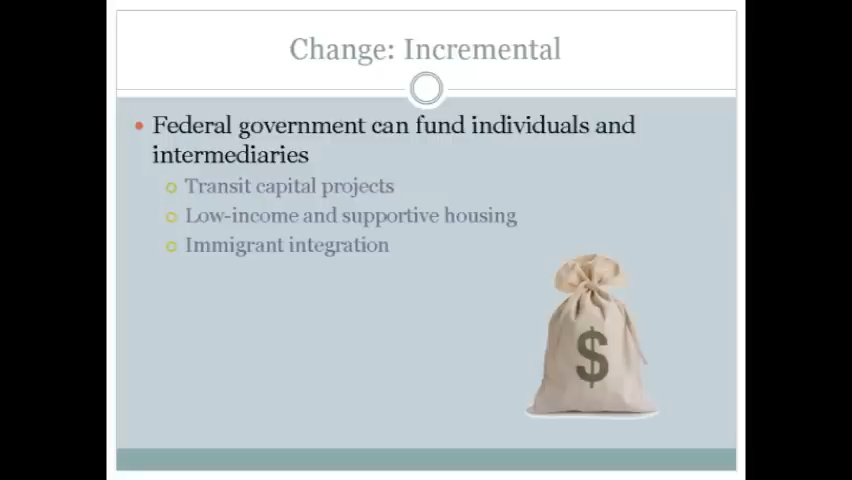 Change: Incremental
Federal government can fund individuals and
intermediaries
Transit capital projects
Low-income and supportive housing
Immigrant integration
$